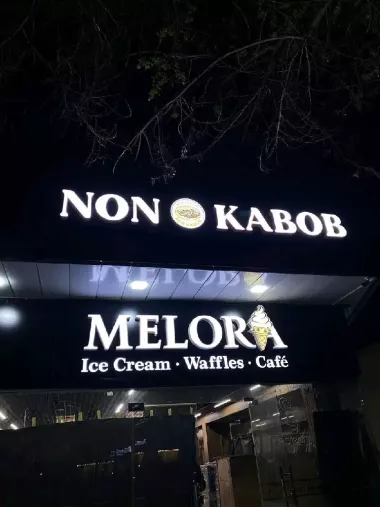 NON KABOB
MELORA
Ice Cream · Waffles · Café